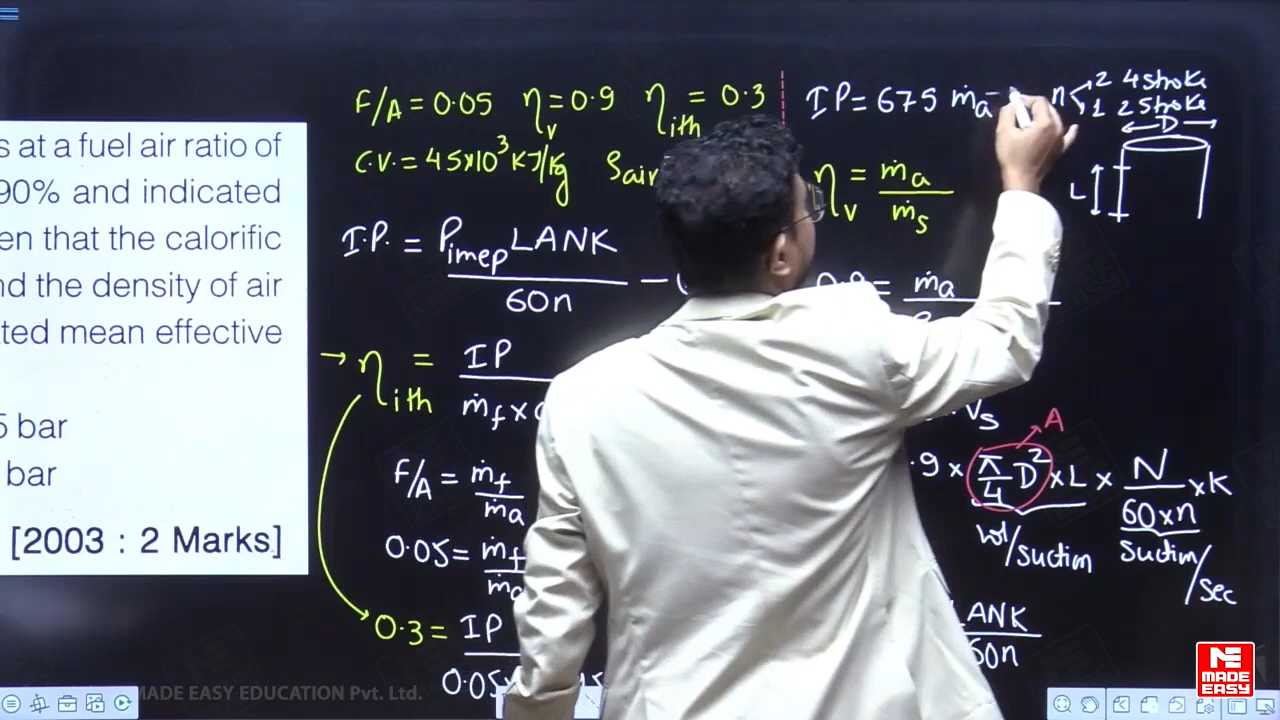 s at a fuel air ratio of
90% and indicated
en that the calorific
nd the density of air
ted mean effective
5 bar
bar
[2003 : 2 Marks]
F/A = 0.05 η_v = 0.9 η_ith = 0.3
C.V. = 45×10³ KJ/Kg ρ_air
I.P. = P_imep LANK / 60n
→ η_ith = IP / ṁ_f ×
F/A = ṁ_f / ṁ_a
0.05 = ṁ_f / ṁ_a
0.3 = IP / 0.05×
IP = 675 ṁ_a
n 2 4 stroke
1 2 stroke
D
L
η_v = ṁ_a / ṁ_s
= ṁ_a
V_s
A
.9 × π/4 D² × L × N / 60×n × K
vol/suction
suction/sec
LANK / 60n
MADE EASY EDUCATION Pvt. Ltd.
ME
MADE
EASY